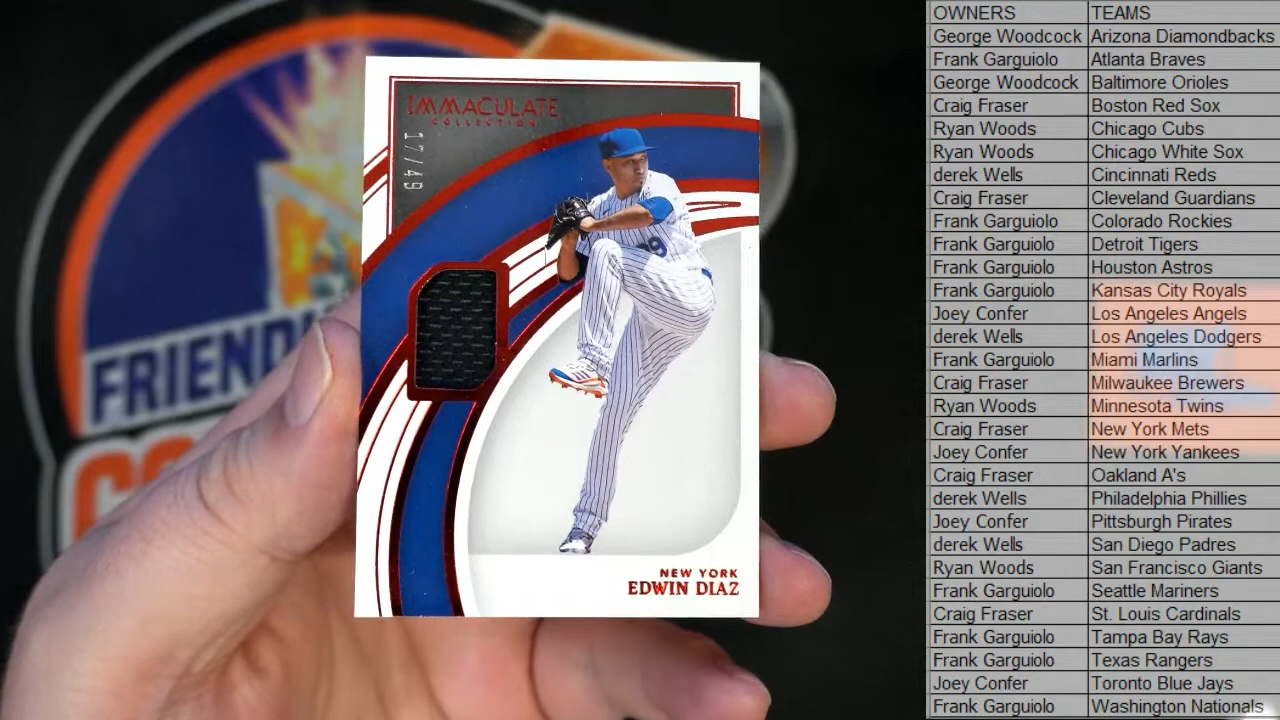 IMMACULATE
COLLECTION
17/49
NEW YORK
EDWIN DIAZ
OWNERS TEAMS
George Woodcock Arizona Diamondbacks
Frank Garguiolo Atlanta Braves
George Woodcock Baltimore Orioles
Craig Fraser Boston Red Sox
Ryan Woods Chicago Cubs
Ryan Woods Chicago White Sox
derek Wells Cincinnati Reds
Craig Fraser Cleveland Guardians
Frank Garguiolo Colorado Rockies
Frank Garguiolo Detroit Tigers
Frank Garguiolo Houston Astros
Frank Garguiolo Kansas City Royals
Joey Confer Los Angeles Angels
derek Wells Los Angeles Dodgers
Frank Garguiolo Miami Marlins
Craig Fraser Milwaukee Brewers
Ryan Woods Minnesota Twins
Craig Fraser New York Mets
Joey Confer New York Yankees
Craig Fraser Oakland A's
derek Wells Philadelphia Phillies
Joey Confer Pittsburgh Pirates
derek Wells San Diego Padres
Ryan Woods San Francisco Giants
Frank Garguiolo Seattle Mariners
Craig Fraser St. Louis Cardinals
Frank Garguiolo Tampa Bay Rays
Frank Garguiolo Texas Rangers
Joey Confer Toronto Blue Jays
Frank Garguiolo Washington Nationals